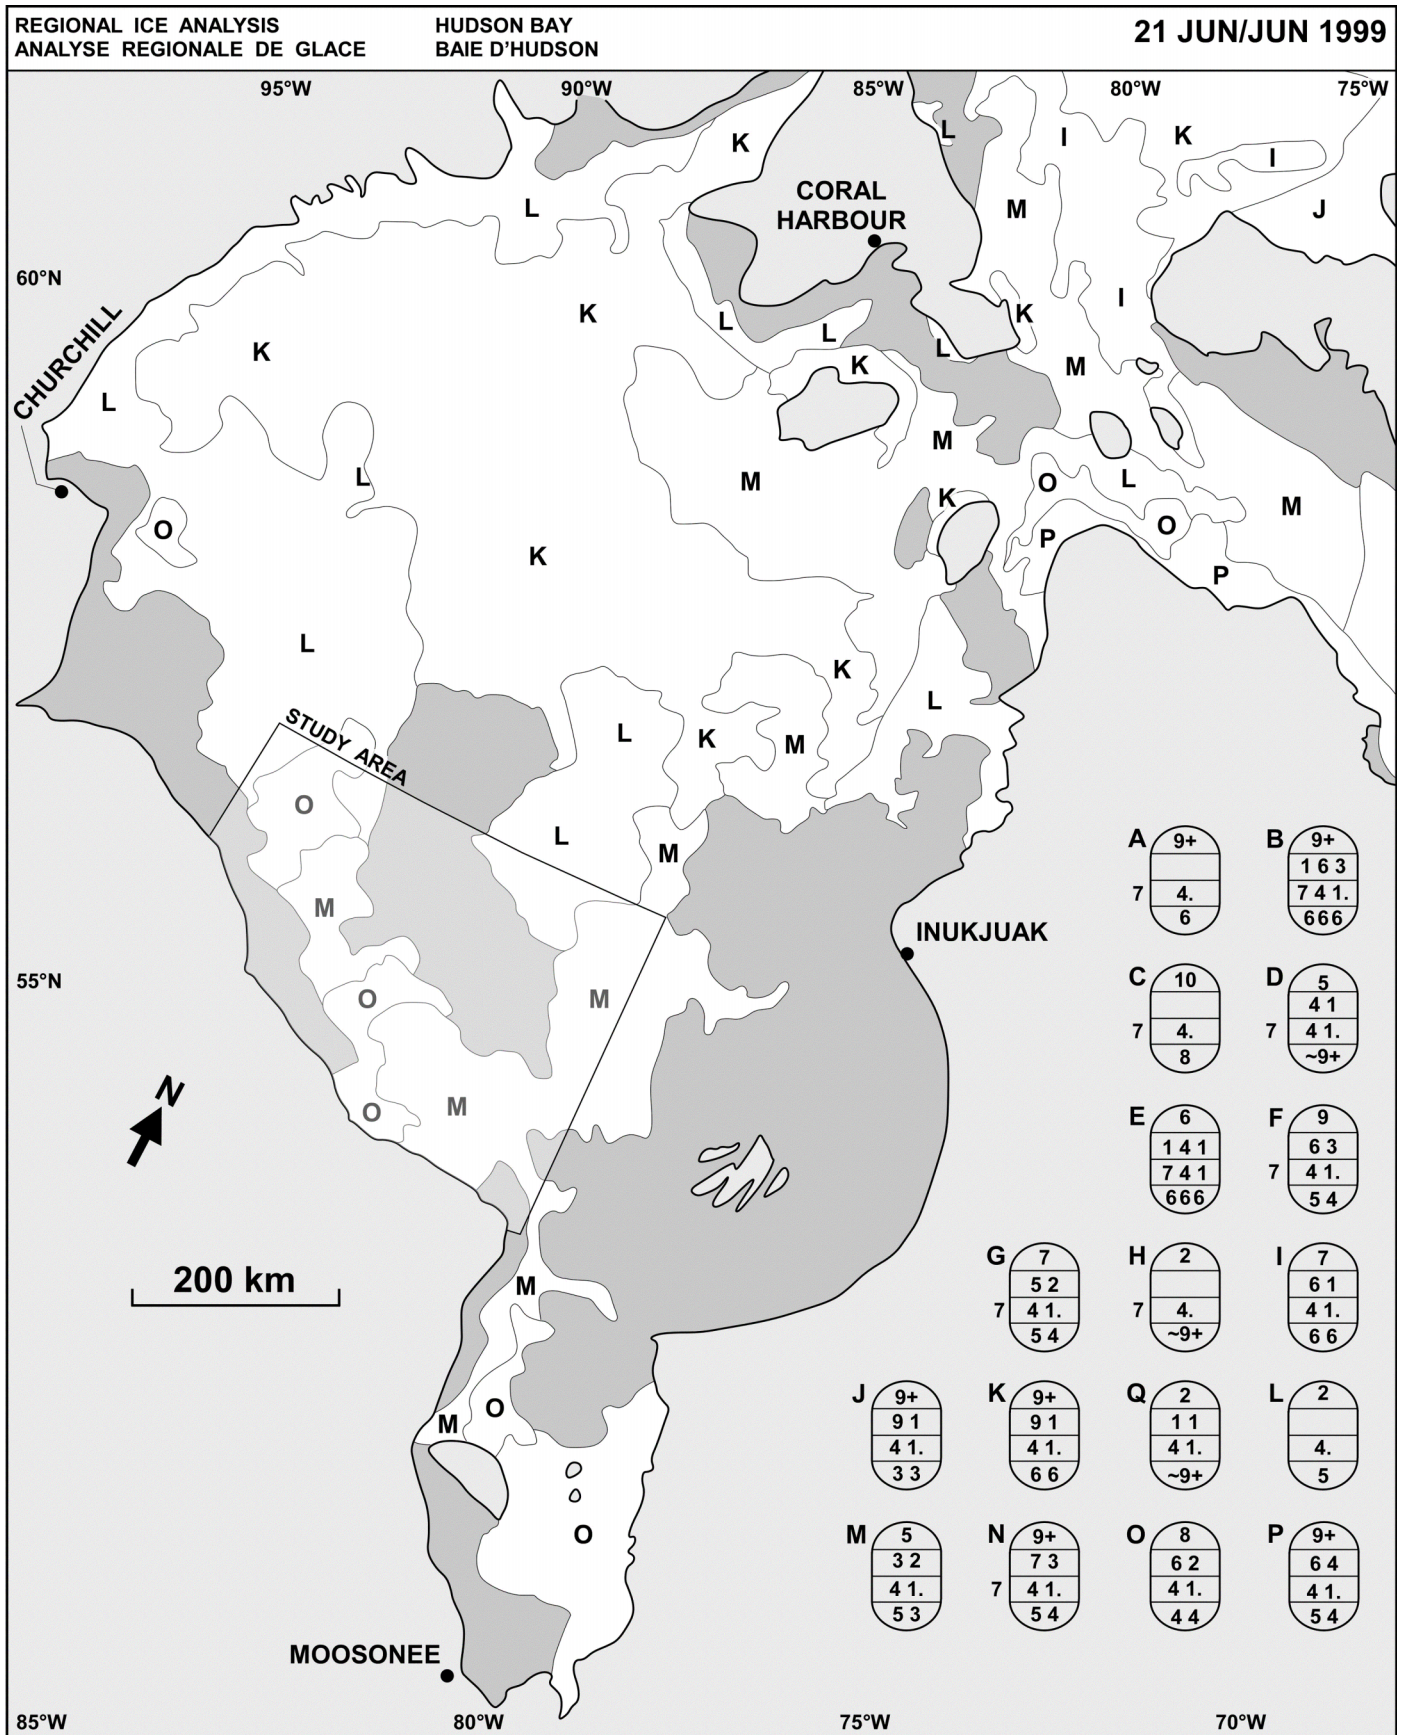 REGIONAL ICE ANALYSIS
ANALYSE REGIONALE DE GLACE
HUDSON BAY
BAIE D'HUDSON
21 JUN/JUN 1999
95°W 90°W 85°W 80°W 75°W
L I K
K I
M J
L
CORAL
HARBOUR
60°N
I
K K
L
L
L
K
K
M
CHURCHILL
L
M
L M K O L M
O O
K P
P
L
K
L
STUDY AREA
L K M
O
L
M
M
INUKJUAK
55°N
O M
O M
N
200 km
M
M O
O
MOOSONEE
A
9+
7 4.
6
B
9+
1 6 3
7 4 1.
6 6 6
C
10
7 4.
8
D
5
4 1
7 4 1.
~9+
E
6
1 4 1
7 4 1
6 6 6
F
9
6 3
7 4 1.
5 4
G
7
5 2
7 4 1.
5 4
H
2
7 4.
~9+
I
7
6 1
4 1.
6 6
J
9+
9 1
4 1.
3 3
K
9+
9 1
4 1.
6 6
Q
2
1 1
4 1.
~9+
L
2
4.
5
M
5
3 2
4 1.
5 3
N
9+
7 3
7 4 1.
5 4
O
8
6 2
4 1.
4 4
P
9+
6 4
4 1.
5 4
85°W 80°W 75°W 70°W